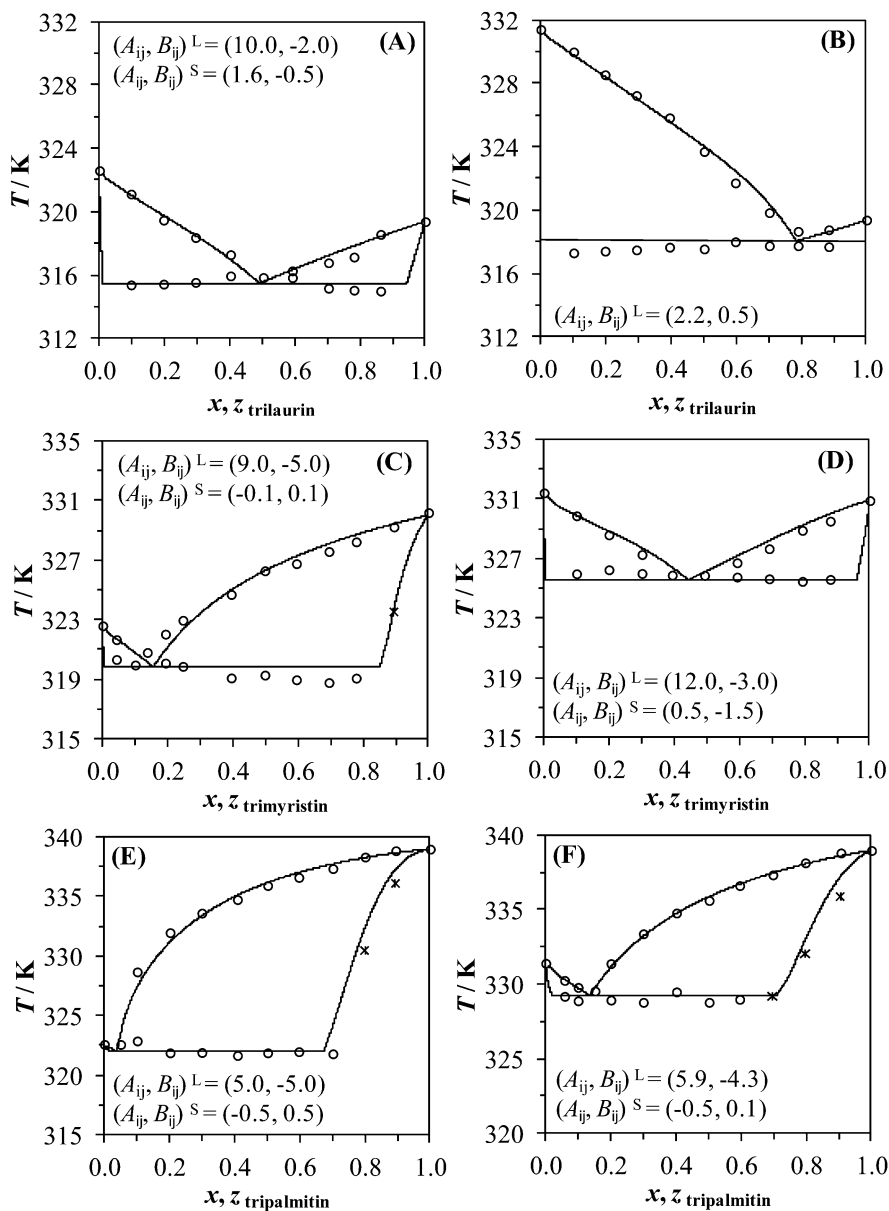 332
328
324
320
316
312
T / K
(A_ij, B_ij)^L = (10.0, -2.0)
(A_ij, B_ij)^S = (1.6, -0.5)
(A)
0.0 0.2 0.4 0.6 0.8 1.0
x, z trilaurin
332
328
324
320
316
312
T / K
(B)
(A_ij, B_ij)^L = (2.2, 0.5)
0.0 0.2 0.4 0.6 0.8 1.0
x, z trilaurin
335
331
327
323
319
315
T / K
(A_ij, B_ij)^L = (9.0, -5.0)
(A_ij, B_ij)^S = (-0.1, 0.1)
(C)
0.0 0.2 0.4 0.6 0.8 1.0
x, z trimyristin
335
331
327
323
319
315
T / K
(D)
(A_ij, B_ij)^L = (12.0, -3.0)
(A_ij, B_ij)^S = (0.5, -1.5)
0.0 0.2 0.4 0.6 0.8 1.0
x, z trimyristin
340
335
330
325
320
315
T / K
(E)
(A_ij, B_ij)^L = (5.0, -5.0)
(A_ij, B_ij)^S = (-0.5, 0.5)
0.0 0.2 0.4 0.6 0.8 1.0
x, z tripalmitin
340
335
330
325
320
T / K
(F)
(A_ij, B_ij)^L = (5.9, -4.3)
(A_ij, B_ij)^S = (-0.5, 0.1)
0.0 0.2 0.4 0.6 0.8 1.0
x, z tripalmitin